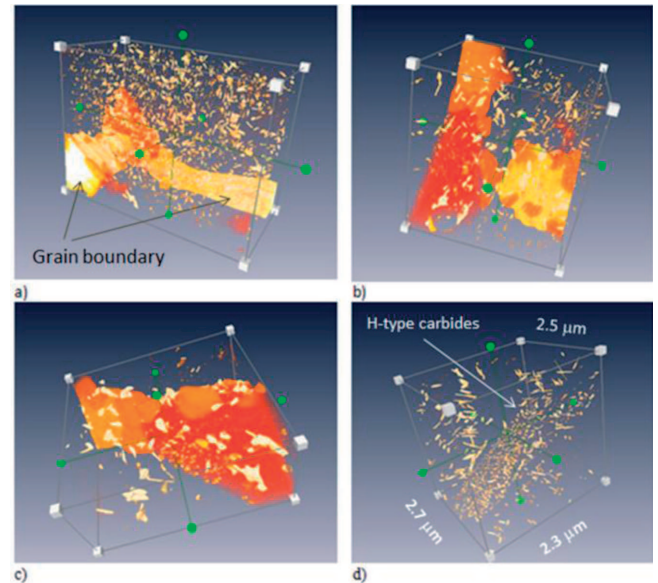 Grain boundary
a)
b)
H-type carbides
2.5 μm
2.7 μm
2.3 μm
c)
d)